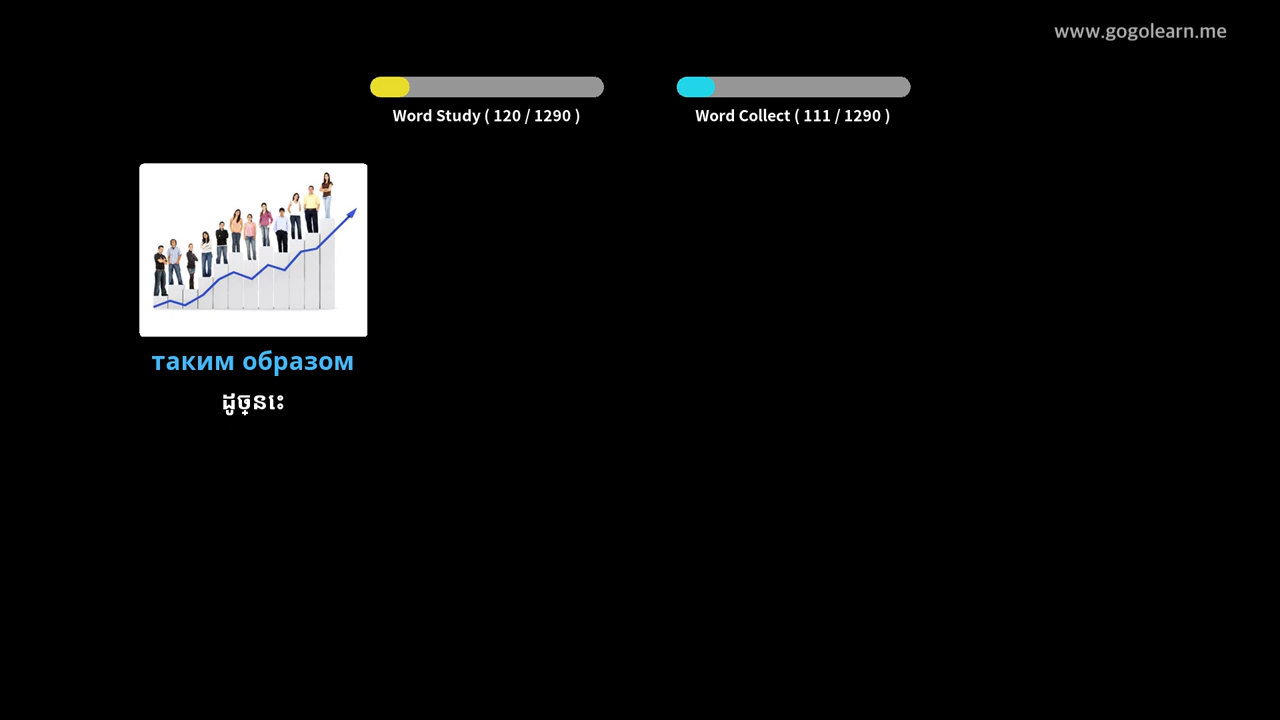 www.gogolearn.me
Word Study ( 120 / 1290 )
Word Collect ( 111 / 1290 )
таким образом
ដូច្នេះ